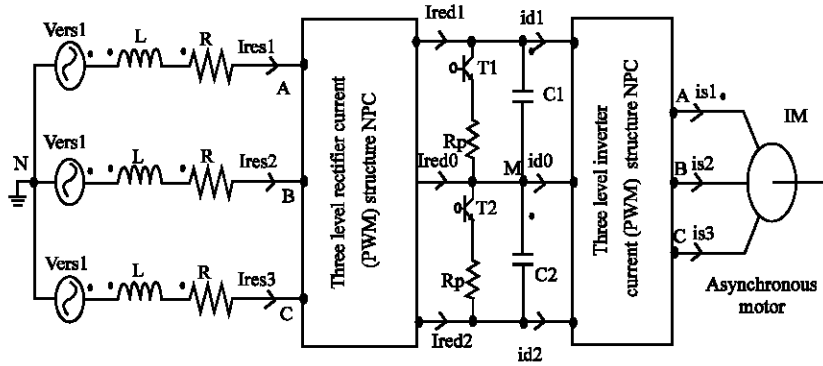 Vers1
L
R
Ires1
A
Ired1
id1
T1
C1
Rp
Three level rectifier current
(PWM) structure NPC
Three level inverter
current (PWM) structure NPC
A
is1
IM
N
Vers1
L
R
Ires2
B
Ired0
M
id0
B
is2
T2
Vers1
L
R
Ires3
C
Rp
C2
C
is3
Asynchronous
motor
Ired2
id2